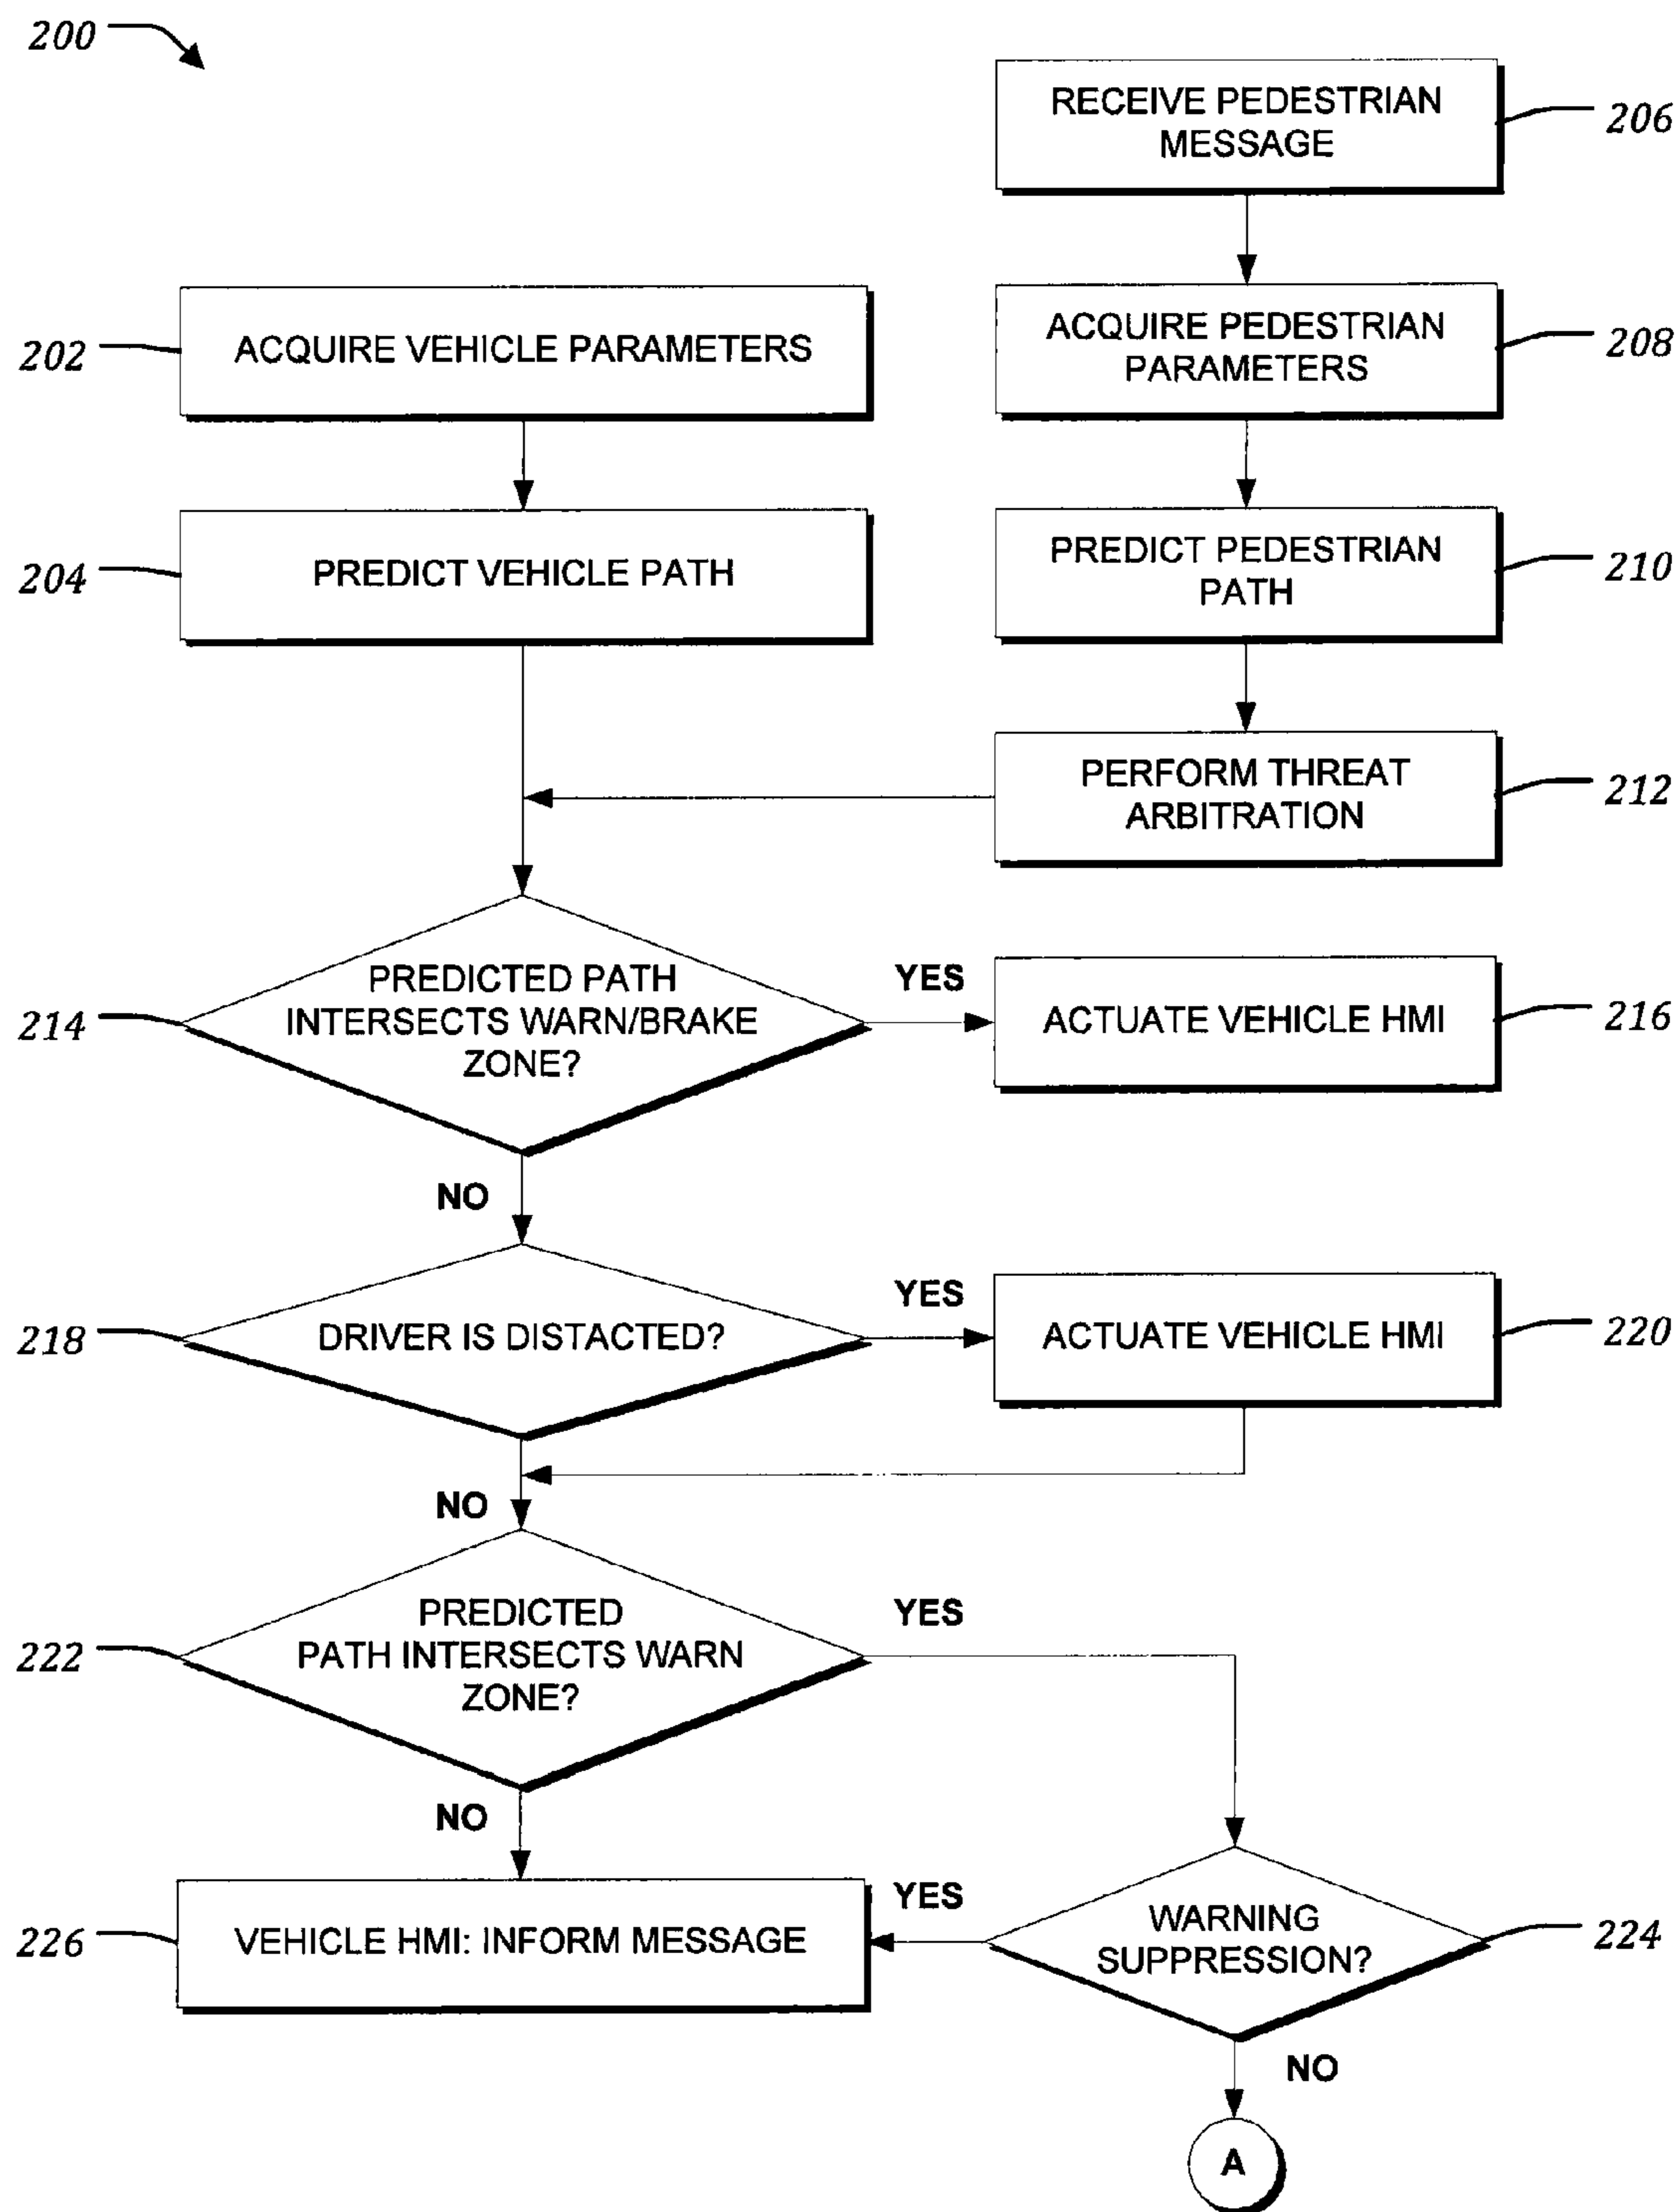 200
RECEIVE PEDESTRIAN
MESSAGE
206
ACQUIRE VEHICLE PARAMETERS
202
ACQUIRE PEDESTRIAN
PARAMETERS
208
PREDICT VEHICLE PATH
204
PREDICT PEDESTRIAN
PATH
210
PERFORM THREAT
ARBITRATION
212
PREDICTED PATH
INTERSECTS WARN/BRAKE
ZONE?
214
YES
ACTUATE VEHICLE HMI
216
NO
DRIVER IS DISTACTED?
218
YES
ACTUATE VEHICLE HMI
220
NO
PREDICTED
PATH INTERSECTS WARN
ZONE?
222
YES
NO
VEHICLE HMI: INFORM MESSAGE
226
YES
WARNING
SUPPRESSION?
224
NO
A